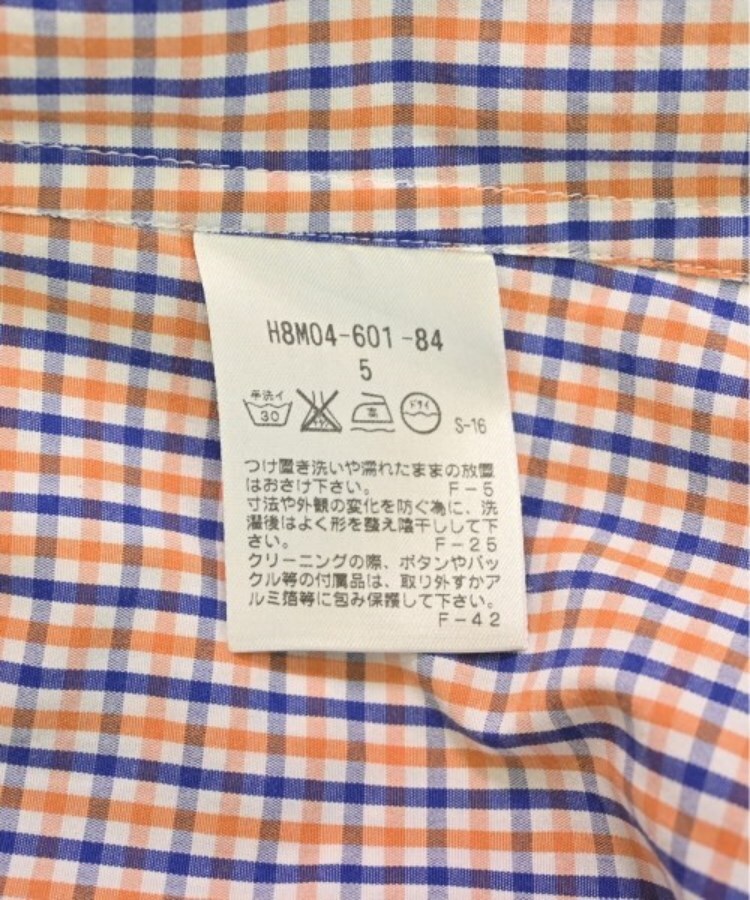 H8M04-601-84
5
手洗イ
30
中
ドライ
S-16
つけ置き洗いや濡れたままの放置
はおさけ下さい。 F-5
寸法や外観の変化を防ぐ為に、洗
濯後はよく形を整え陰干しして下
さい。 F-25
クリーニングの際、ボタンやバッ
クル等の付属品は、取り外すかア
ルミ箔等に包み保護して下さい。
F-42